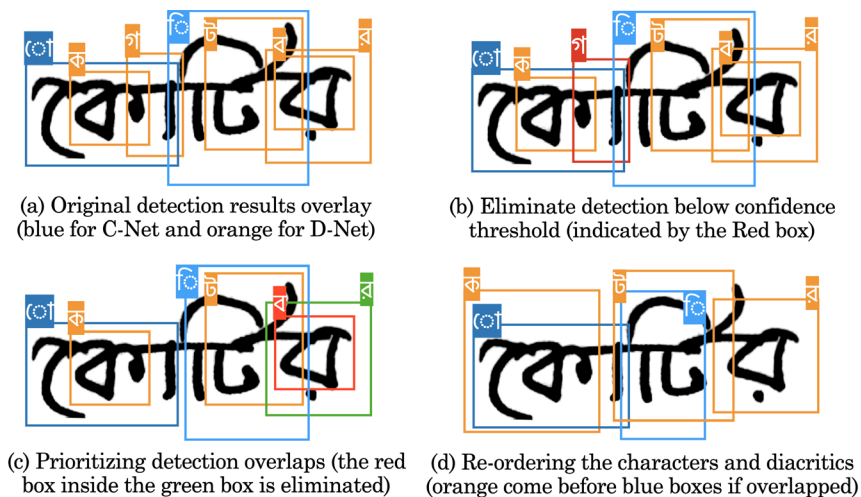 ো ক গ ি ট ব র
কোটির
(a) Original detection results overlay
(blue for C-Net and orange for D-Net)
ো ক গ ি ট ব র
কোটির
(b) Eliminate detection below confidence
threshold (indicated by the Red box)
ো ক ি ট ব র
কোটির
(c) Prioritizing detection overlaps (the red
box inside the green box is eliminated)
ক ো ট ি র
কোটির
(d) Re-ordering the characters and diacritics
(orange come before blue boxes if overlapped)